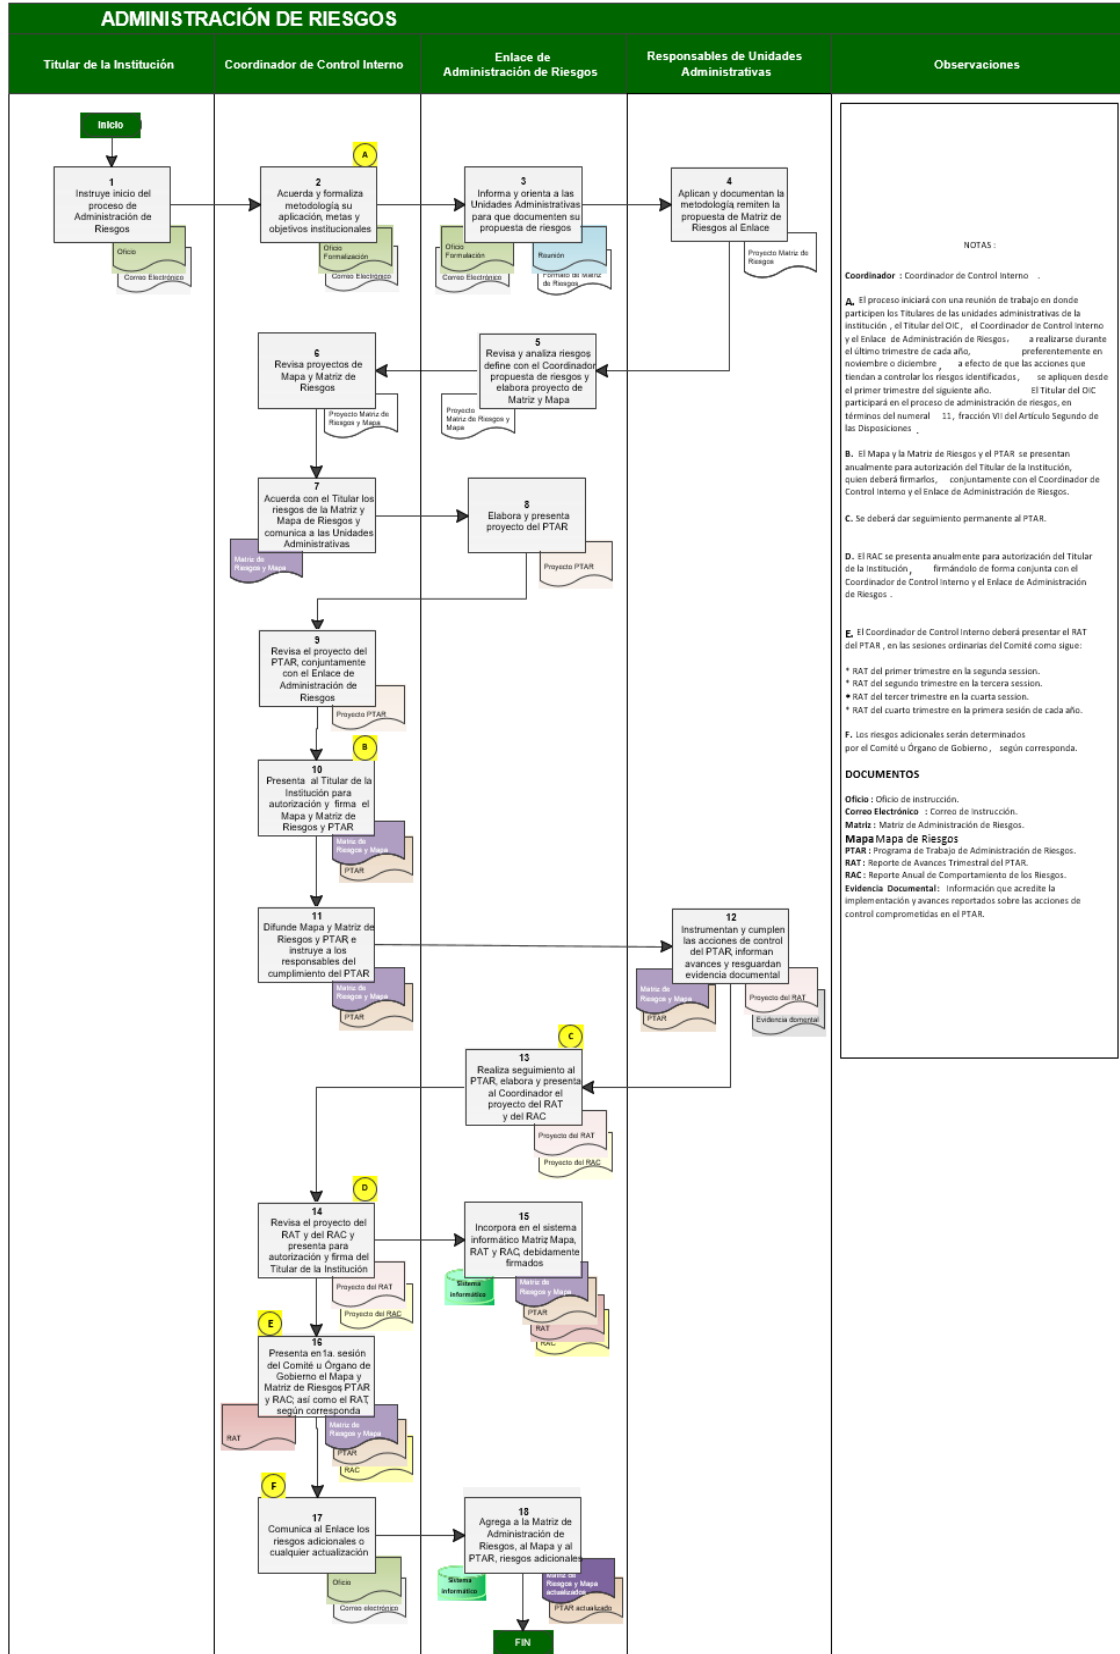 ADMINISTRACIÓN DE RIESGOS
Titular de la Institución
Coordinador de Control Interno
Enlace de
Administración de Riesgos
Responsables de Unidades
Administrativas
Observaciones
Inicio
1
Instruye inicio del
proceso de
Administración de
Riesgos
Oficio
Correo Electrónico
A
2
Acuerda y formaliza
metodología, su
aplicación, metas y
objetivos institucionales
Oficio
Formalización
Correo Electrónico
3
Informa y orienta a las
Unidades Administrativas
para que documenten su
propuesta de riesgos
Oficio
Formulación
Correo Electrónico
Reunión
Formato de Matriz
de Riesgos
4
Aplican y documentan la
metodología, remiten la
propuesta de Matriz de
Riesgos al Enlace
Proyecto Matriz de
Riesgos
5
Revisa y analiza riesgos
define con el Coordinador
propuesta de riesgos y
elabora proyecto de
Matriz y Mapa
Proyecto
Matriz de Riesgos y
Mapa
6
Revisa proyectos de
Mapa y Matriz de
Riesgos
Proyecto Matriz de
Riesgos y Mapa
7
Acuerda con el Titular los
riesgos de la Matriz y
Mapa de Riesgos y
comunica a las Unidades
Administrativas
Matriz de
Riesgos y Mapa
8
Elabora y presenta
proyecto del PTAR
Proyecto PTAR
9
Revisa el proyecto del
PTAR, conjuntamente
con el Enlace de
Administración de
Riesgos
Proyecto PTAR
B
10
Presenta al Titular de la
Institución para
autorización y firma el
Mapa y Matriz de
Riesgos y PTAR
Matriz de
Riesgos y Mapa
PTAR
11
Difunde Mapa y Matriz de
Riesgos y PTAR, e
instruye a los
responsables del
cumplimiento del PTAR
Matriz de
Riesgos y Mapa
PTAR
12
Instrumentan y cumplen
las acciones de control
del PTAR, informan
avances y resguardan
evidencia documental
Matriz de
Riesgos y Mapa
PTAR
Proyecto del RAT
Evidencia domental
C
13
Realiza seguimiento al
PTAR, elabora y presenta
al Coordinador el
proyecto del RAT
y del RAC
Proyecto del RAT
Proyecto del RAC
D
14
Revisa el proyecto del
RAT y del RAC y
presenta para
autorización y firma del
Titular de la Institución
Proyecto del RAT
Proyecto del RAC
15
Incorpora en el sistema
informático Matriz, Mapa,
RAT y RAC, debidamente
firmados
Sistema
informático
Matriz de
Riesgos y Mapa
PTAR
RAT
RAC
E
16
Presenta en 1a. sesión
del Comité u Órgano de
Gobierno el Mapa y
Matriz de Riesgos, PTAR
y RAC; así como el RAT,
según corresponda
RAT
Matriz de
Riesgos y Mapa
PTAR
RAC
F
17
Comunica al Enlace los
riesgos adicionales o
cualquier actualización
Oficio
Correo electrónico
18
Agrega a la Matriz de
Administración de
Riesgos, al Mapa y al
PTAR, riesgos adicionales
Sistema
informático
Matriz de
Riesgos y Mapa
actualizados
PTAR actualizado
FIN
NOTAS :
Coordinador : Coordinador de Control Interno .
A. El proceso iniciará con una reunión de trabajo en donde
participen los Titulares de las unidades administrativas de la
institución , el Titular del OIC , el Coordinador de Control Interno
y el Enlace de Administración de Riesgos, a realizarse durante
el último trimestre de cada año, preferentemente en
noviembre o diciembre , a efecto de que las acciones que
tiendan a controlar los riesgos identificados, se apliquen desde
el primer trimestre del siguiente año. El Titular del OIC
participará en el proceso de administración de riesgos, en
términos del numeral 11, fracción VII del Artículo Segundo de
las Disposiciones .
B. El Mapa y la Matriz de Riesgos y el PTAR se presentan
anualmente para autorización del Titular de la Institución,
quien deberá firmarlos, conjuntamente con el Coordinador de
Control Interno y el Enlace de Administración de Riesgos.
C. Se deberá dar seguimiento permanente al PTAR.
D. El RAC se presenta anualmente para autorización del Titular
de la Institución , firmándolo de forma conjunta con el
Coordinador de Control Interno y el Enlace de Administración
de Riesgos .
E. El Coordinador de Control Interno deberá presentar el RAT
del PTAR , en las sesiones ordinarias del Comité como sigue:
* RAT del primer trimestre en la segunda session.
* RAT del segundo trimestre en la tercera session.
* RAT del tercer trimestre en la cuarta session.
* RAT del cuarto trimestre en la primera sesión de cada año.
F. Los riesgos adicionales serán determinados
por el Comité u Órgano de Gobierno , según corresponda.
DOCUMENTOS
Oficio : Oficio de instrucción.
Correo Electrónico : Correo de Instrucción.
Matriz : Matriz de Administración de Riesgos.
Mapa Mapa de Riesgos
PTAR : Programa de Trabajo de Administración de Riesgos.
RAT : Reporte de Avances Trimestral del PTAR.
RAC : Reporte Anual de Comportamiento de los Riesgos.
Evidencia Documental : Información que acredite la
implementación y avances reportados sobre las acciones de
control comprometidas en el PTAR.